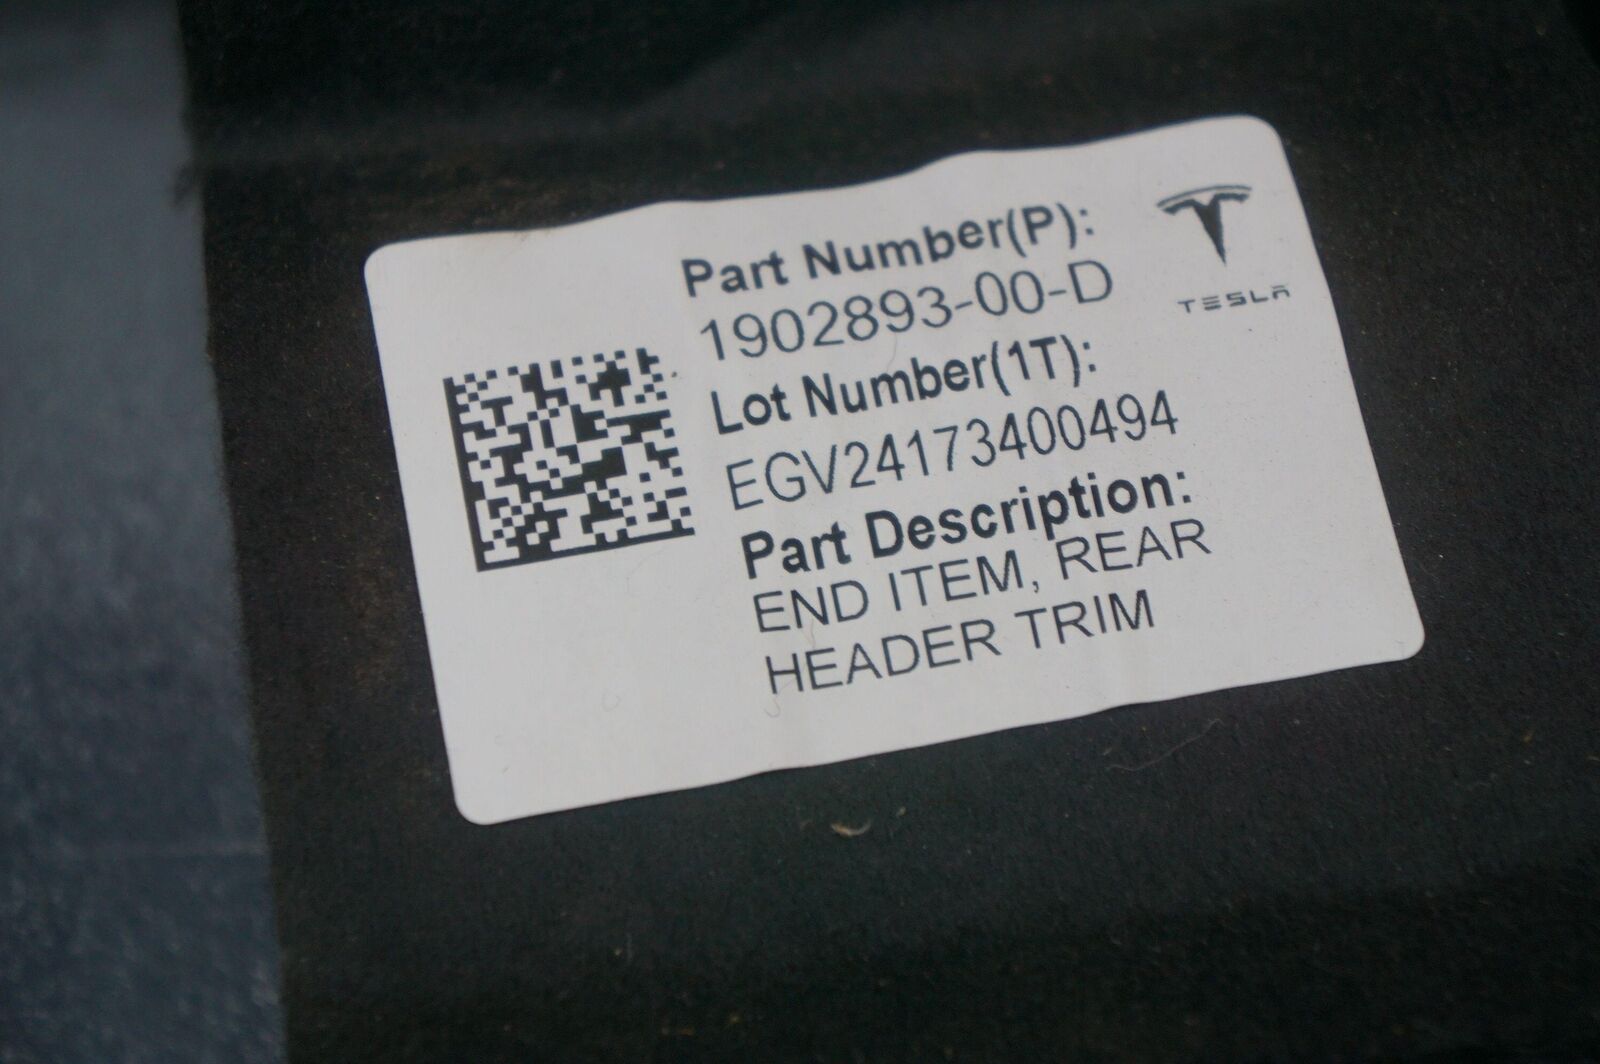 Part Number(P):
1902893-00-D
Lot Number(1T):
EGV24173400494
Part Description:
END ITEM, REAR
HEADER TRIM
TESLA